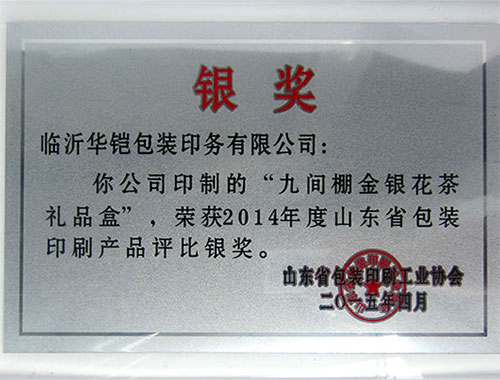 银奖
临沂华铠包装印务有限公司：
你公司印制的“九间棚金银花茶
礼品盒”，荣获2014年度山东省包装
印刷产品评比银奖。
山东省包装印刷工业协会
二〇一五年四月